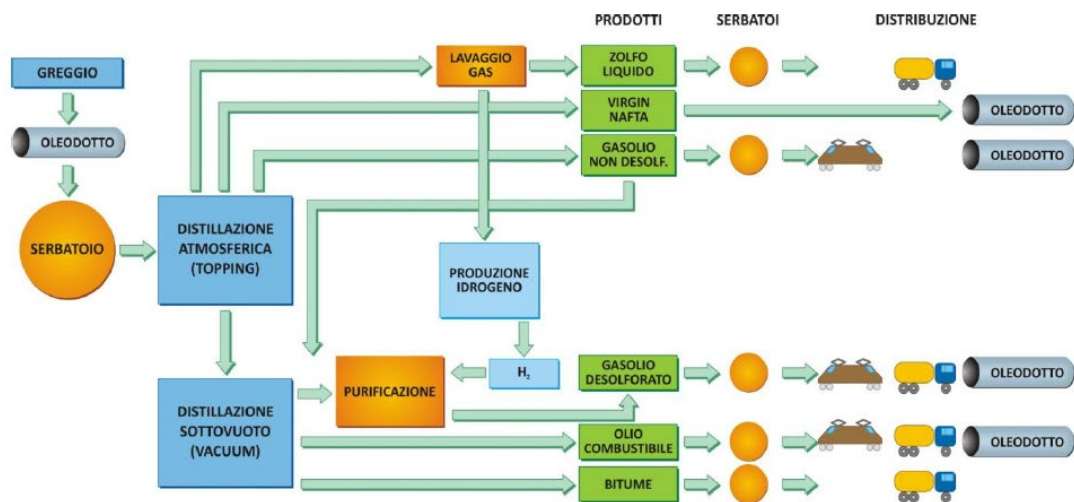 PRODOTTI
SERBATOI
DISTRIBUZIONE
GREGGIO
OLEODOTTO
SERBATOIO
DISTILLAZIONE
ATMOSFERICA
(TOPPING)
DISTILLAZIONE
SOTTOVUOTO
(VACUUM)
LAVAGGIO
GAS
ZOLFO
LIQUIDO
VIRGIN
NAFTA
OLEODOTTO
GASOLIO
NON DESOLF.
OLEODOTTO
PRODUZIONE
IDROGENO
H₂
PURIFICAZIONE
GASOLIO
DESOLFORATO
OLEODOTTO
OLIO
COMBUSTIBILE
OLEODOTTO
BITUME